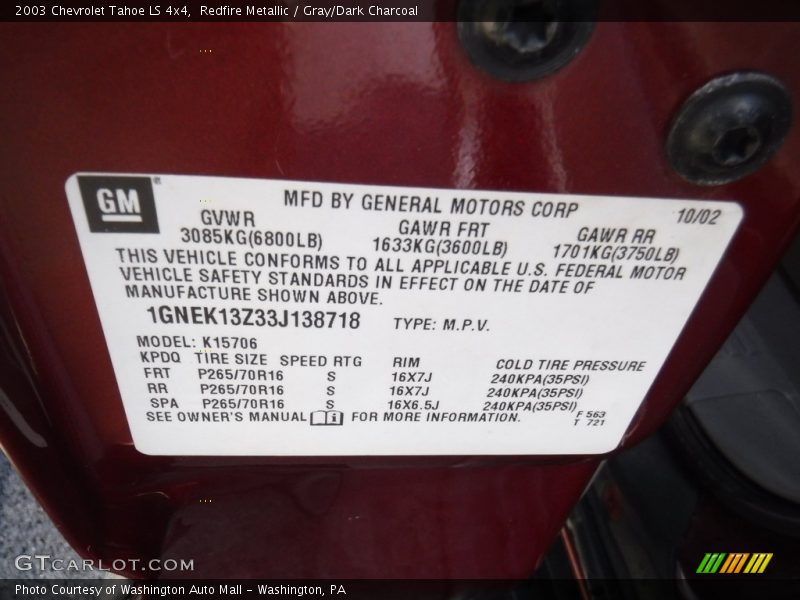 2003 Chevrolet Tahoe LS 4x4, Redfire Metallic / Gray/Dark Charcoal
GM
MFD BY GENERAL MOTORS CORP 10/02
GVWR GAWR FRT GAWR RR
3085KG(6800LB) 1633KG(3600LB) 1701KG(3750LB)
THIS VEHICLE CONFORMS TO ALL APPLICABLE U.S. FEDERAL MOTOR
VEHICLE SAFETY STANDARDS IN EFFECT ON THE DATE OF
MANUFACTURE SHOWN ABOVE.
1GNEK13Z33J138718 TYPE: M.P.V.
MODEL: K15706
KPDQ TIRE SIZE SPEED RTG RIM COLD TIRE PRESSURE
FRT P265/70R16 S 16X7J 240KPA(35PSI)
RR P265/70R16 S 16X7J 240KPA(35PSI)
SPA P265/70R16 S 16X6.5J 240KPA(35PSI)
SEE OWNER'S MANUAL FOR MORE INFORMATION. F 563
T 721
GTCARLOT.COM
Photo Courtesy of Washington Auto Mall - Washington, PA